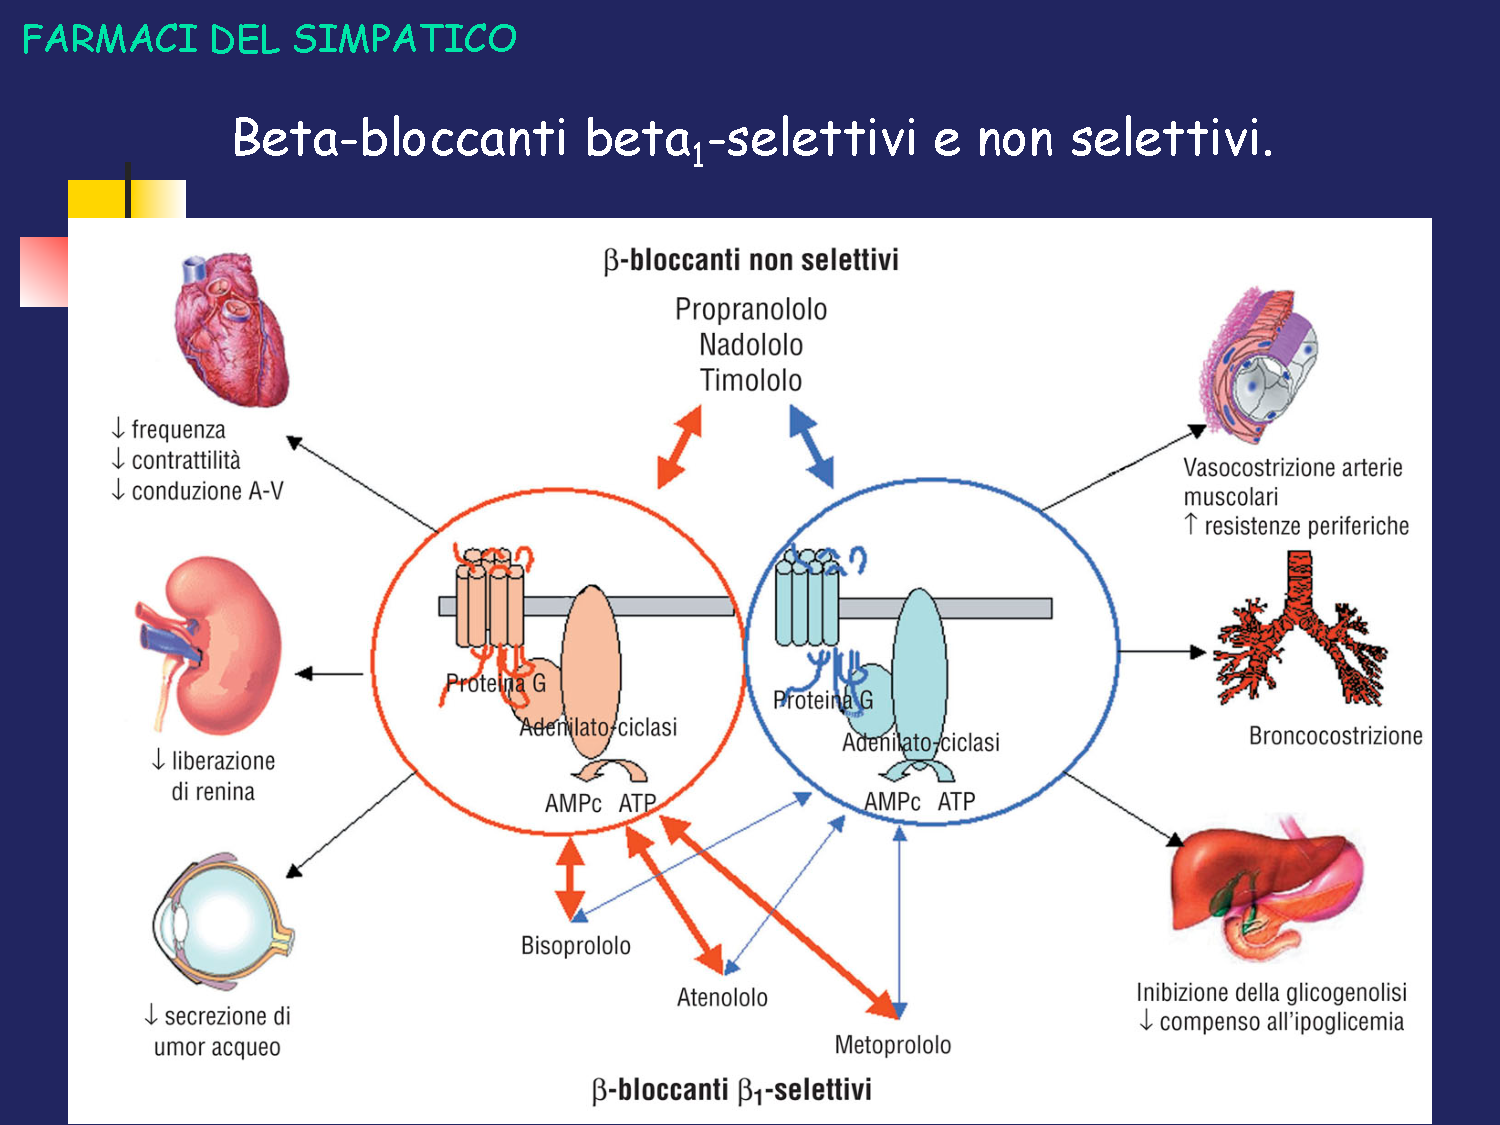 FARMACI DEL SIMPATICO
Beta-bloccanti beta1-selettivi e non selettivi.
β-bloccanti non selettivi
Propranololo
Nadololo
Timololo
↓ frequenza
↓ contrattilità
↓ conduzione A-V
↓ liberazione
di renina
↓ secrezione di
umor acqueo
Proteina G
Adenilato-ciclasi
AMPc ATP
Proteina G
Adenilato-ciclasi
AMPc ATP
Vasocostrizione arterie
muscolari
↑ resistenze periferiche
Broncocostrizione
Inibizione della glicogenolisi
↓ compenso all'ipoglicemia
Bisoprololo
Atenololo
Metoprololo
β-bloccanti β1-selettivi